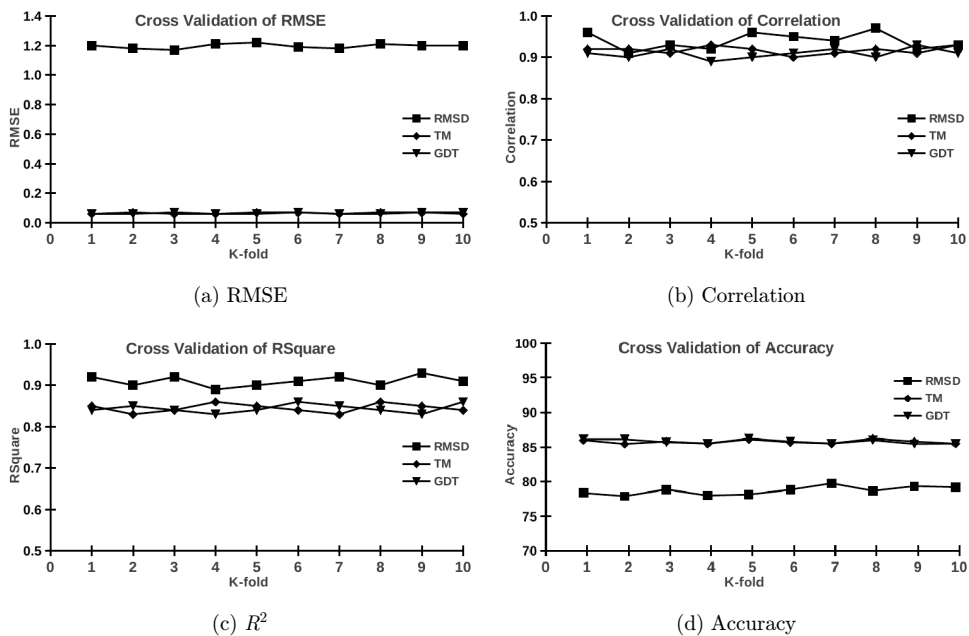 Cross Validation of RMSE
1.4
1.2
1.0
0.8
0.6
0.4
0.2
0.0
RMSE
RMSD
TM
GDT
0 1 2 3 4 5 6 7 8 9 10
K-fold
(a) RMSE
Cross Validation of Correlation
1.0
0.9
0.8
0.7
0.6
0.5
Correlation
RMSD
TM
GDT
0 1 2 3 4 5 6 7 8 9 10
K-fold
(b) Correlation
Cross Validation of RSquare
1.0
0.9
0.8
0.7
0.6
0.5
RSquare
RMSD
TM
GDT
0 1 2 3 4 5 6 7 8 9 10
K-fold
(c) R²
Cross Validation of Accuracy
100
95
90
85
80
75
70
Accuracy
RMSD
TM
GDT
0 1 2 3 4 5 6 7 8 9 10
K-fold
(d) Accuracy